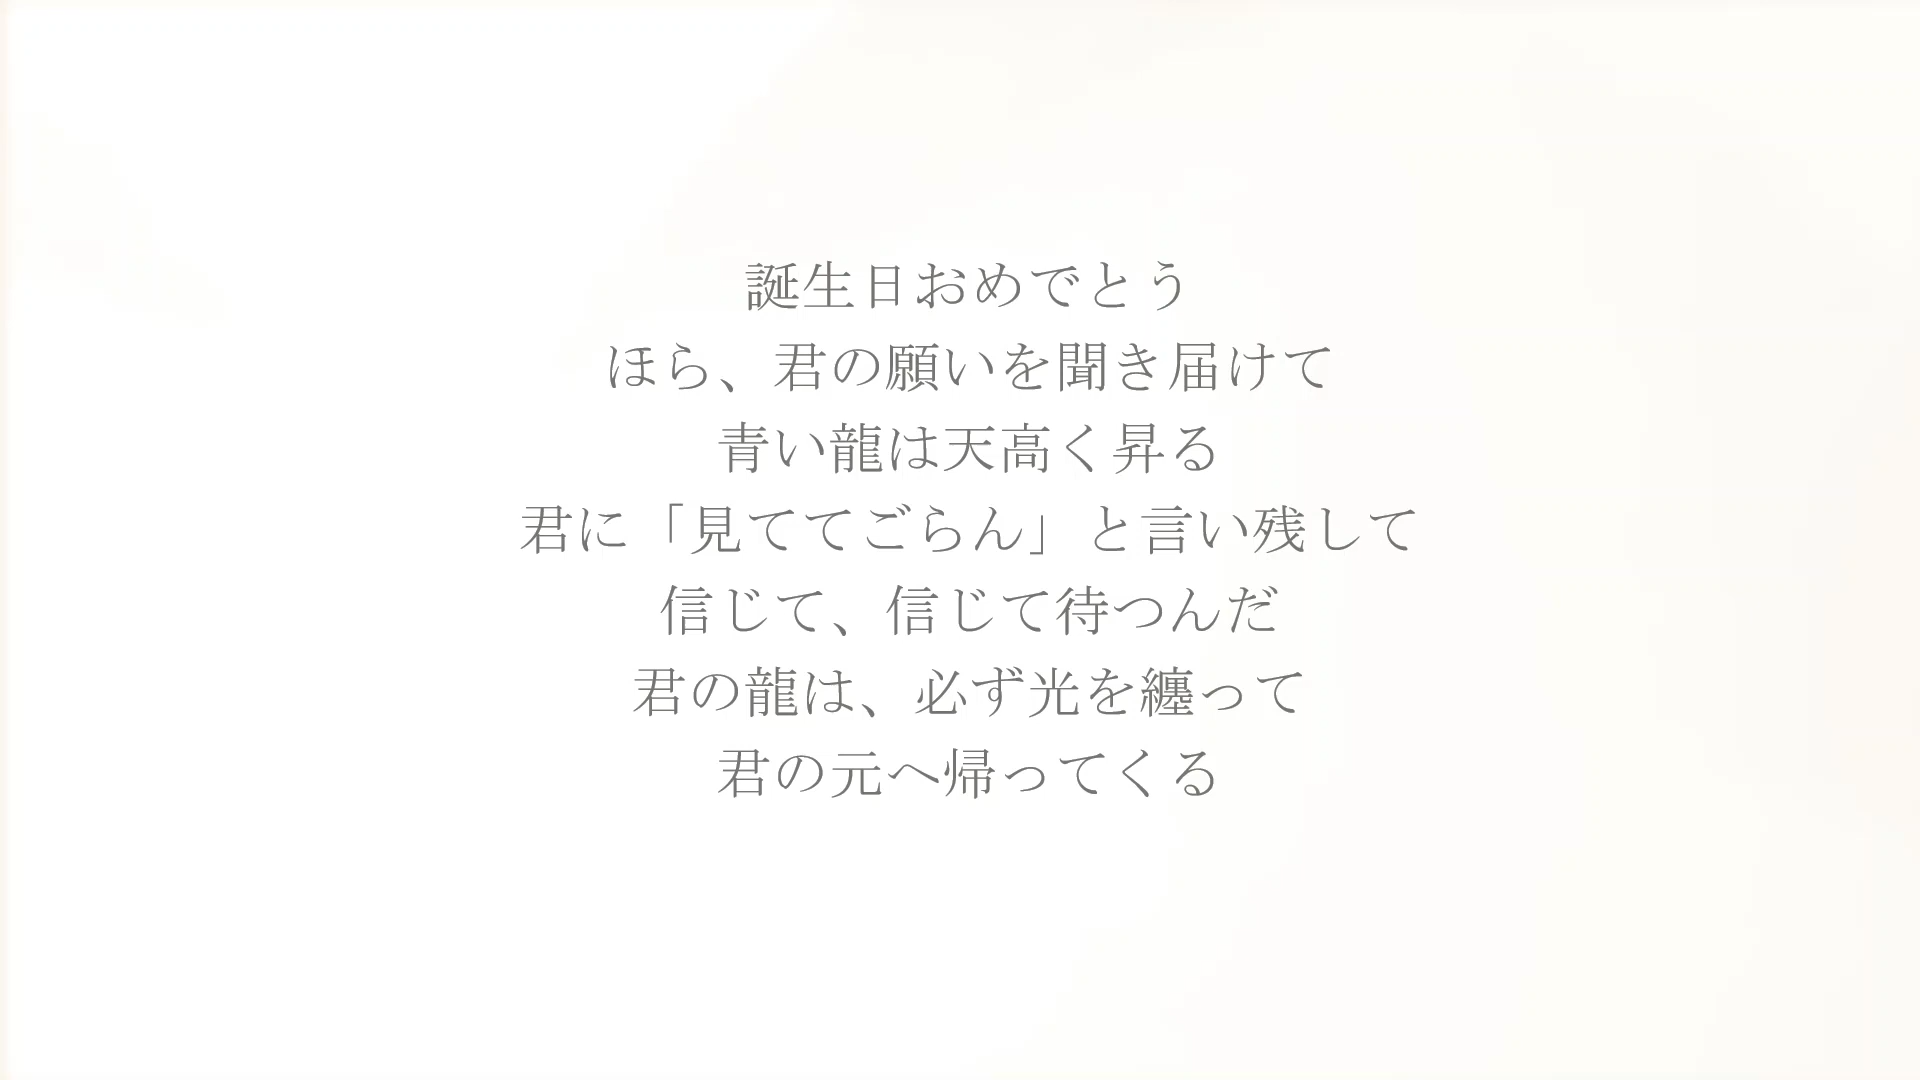 誕生日おめでとう
ほら、君の願いを聞き届けて
青い龍は天高く昇る
君に「見ててごらん」と言い残して
信じて、信じて待つんだ
君の龍は、必ず光を纏って
君の元へ帰ってくる